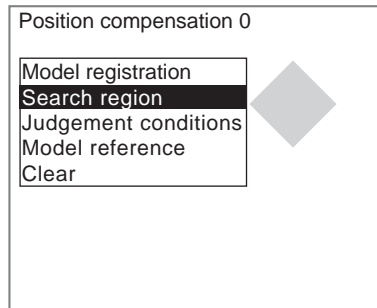 Position compensation 0
Model registration
Search region
Judgement conditions
Model reference
Clear